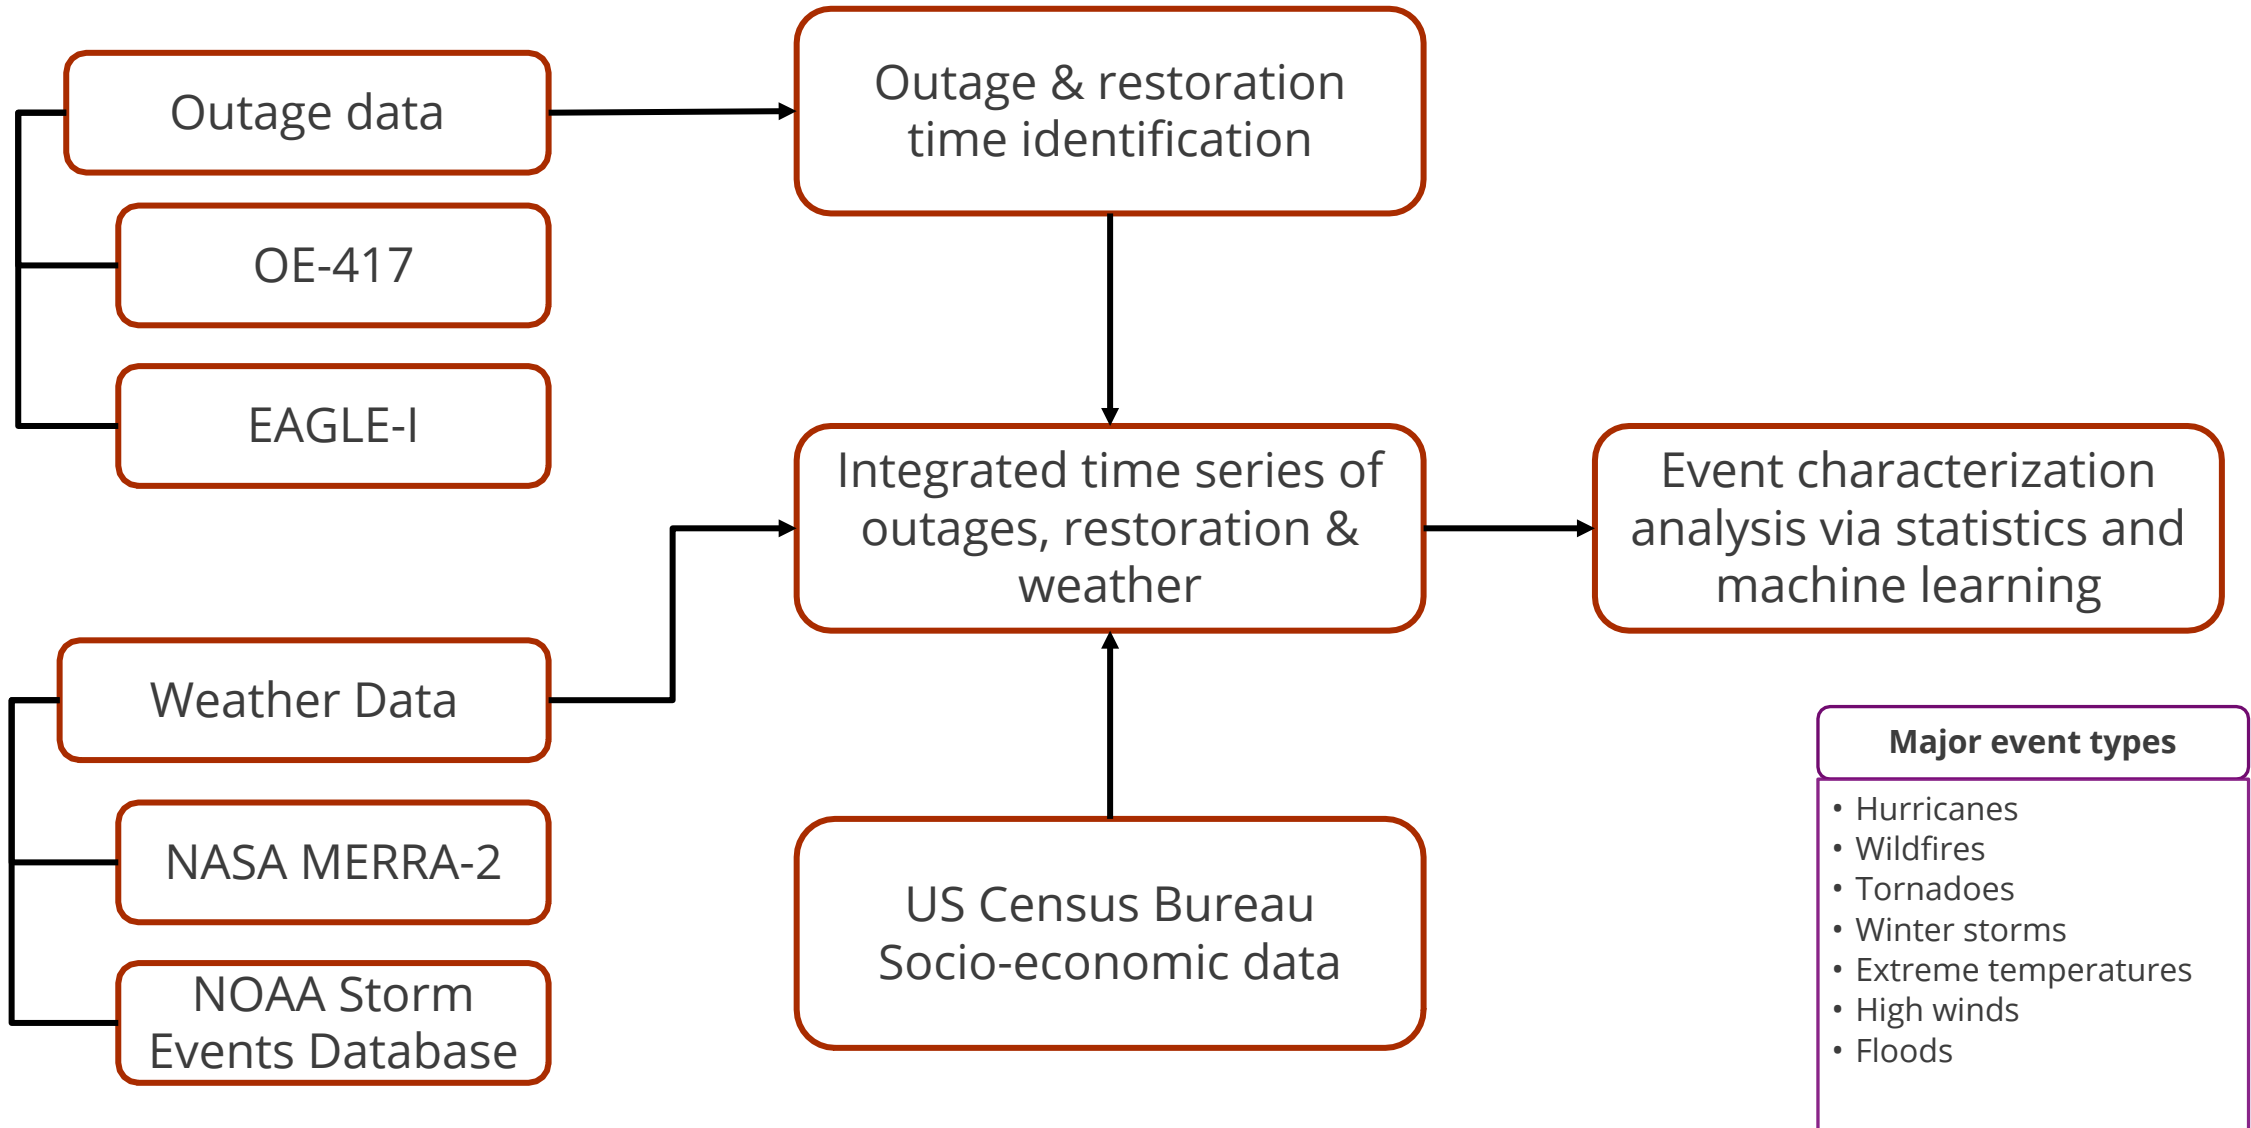 Outage data
OE-417
EAGLE-I
Outage & restoration
time identification
Integrated time series of
outages, restoration &
weather
Event characterization
analysis via statistics and
machine learning
Weather Data
NASA MERRA-2
NOAA Storm
Events Database
US Census Bureau
Socio-economic data
Major event types
• Hurricanes
• Wildfires
• Tornadoes
• Winter storms
• Extreme temperatures
• High winds
• Floods